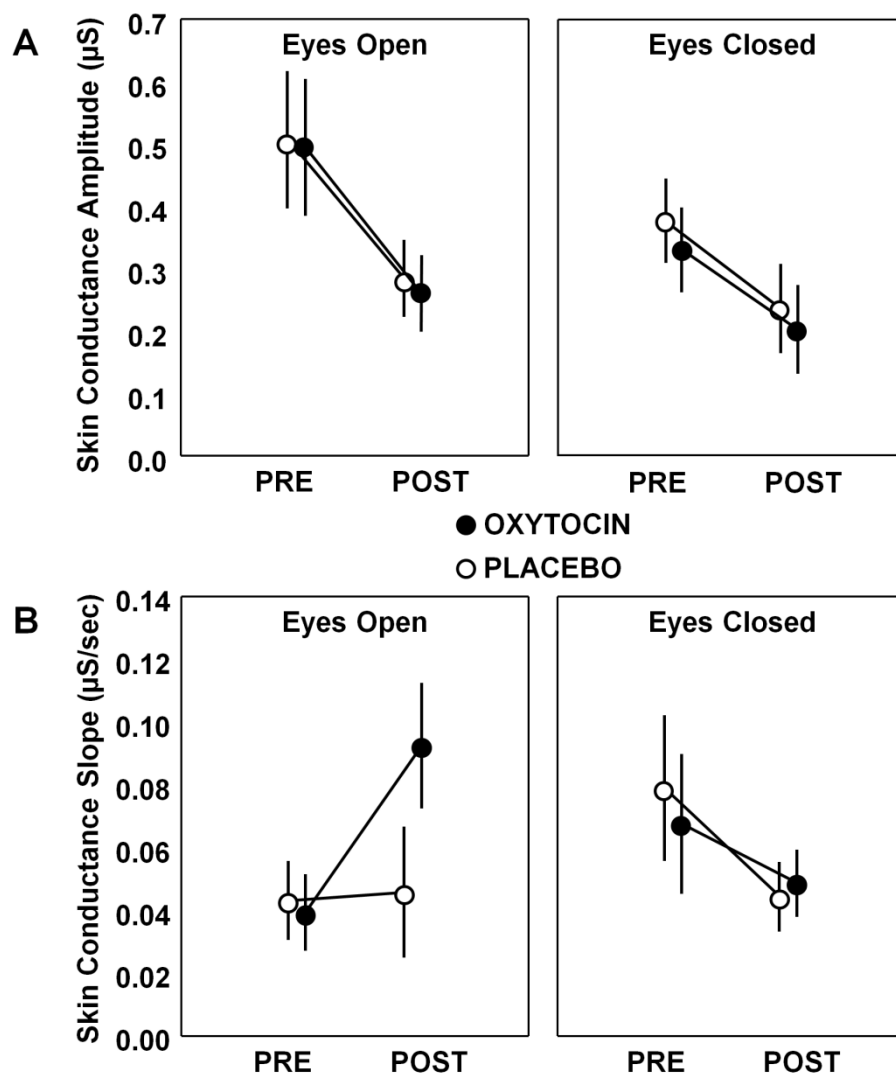 A
Skin Conductance Amplitude (µS)
0.7
0.6
0.5
0.4
0.3
0.2
0.1
0.0
Eyes Open
Eyes Closed
PRE
POST
PRE
POST
OXYTOCIN
PLACEBO
B
Skin Conductance Slope (µS/sec)
0.14
0.12
0.10
0.08
0.06
0.04
0.02
0.00
Eyes Open
Eyes Closed
PRE
POST
PRE
POST